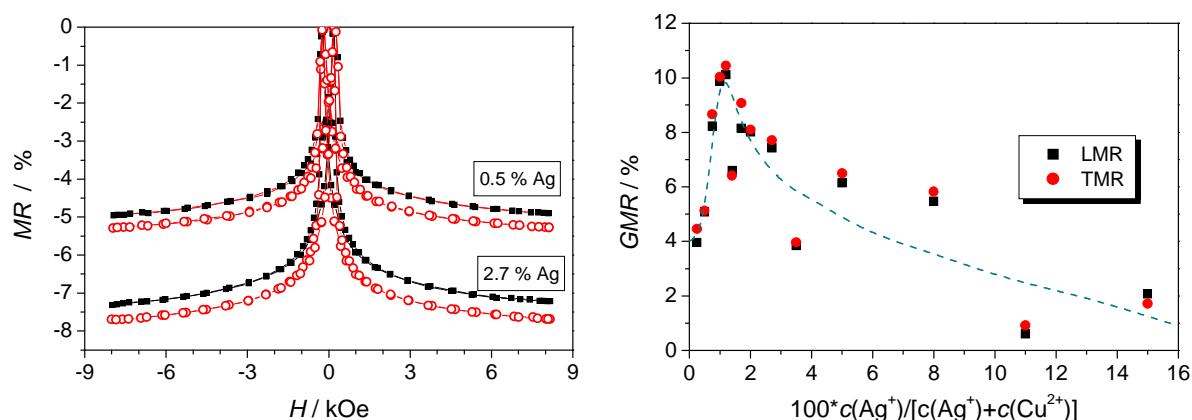 0
-1
-2
-3
-4
-5
-6
-7
-8
MR / %
0.5 % Ag
2.7 % Ag
-9 -6 -3 0 3 6 9
H / kOe
12
10
8
6
4
2
0
GMR / %
LMR
TMR
0 2 4 6 8 10 12 14 16
100*c(Ag⁺)/[c(Ag⁺)+c(Cu²⁺)]